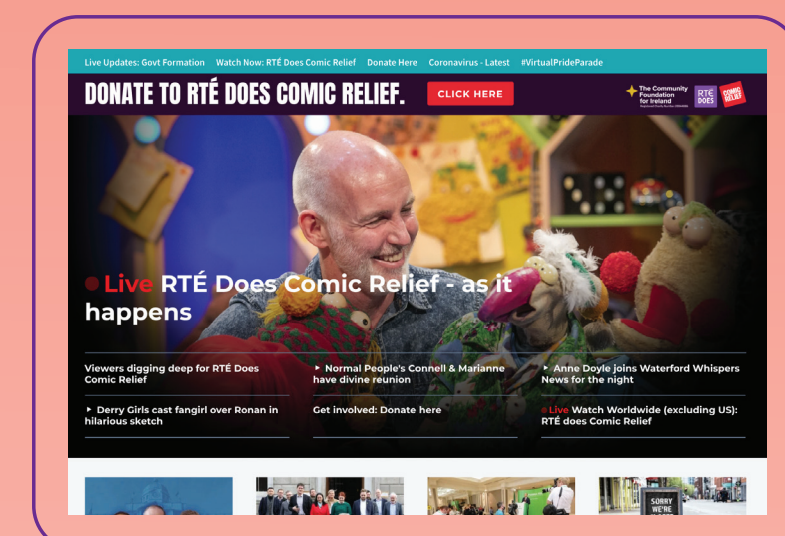 Live Updates: Govt Formation Watch Now: RTÉ Does Comic Relief Donate Here Coronavirus - Latest #VirtualPrideParade
DONATE TO RTÉ DOES COMIC RELIEF. CLICK HERE
The Community
Foundation
for Ireland
RTÉ
DOES
COMIC
RELIEF
Live RTÉ Does Comic Relief - as it
happens
Viewers digging deep for RTÉ Does
Comic Relief
Normal People's Connell & Marianne
have divine reunion
Anne Doyle joins Waterford Whispers
News for the night
Derry Girls cast fangirl over Ronan in
hilarious sketch
Get involved: Donate here
Live Watch Worldwide (excluding US):
RTÉ does Comic Relief
SORRY
WE'RE